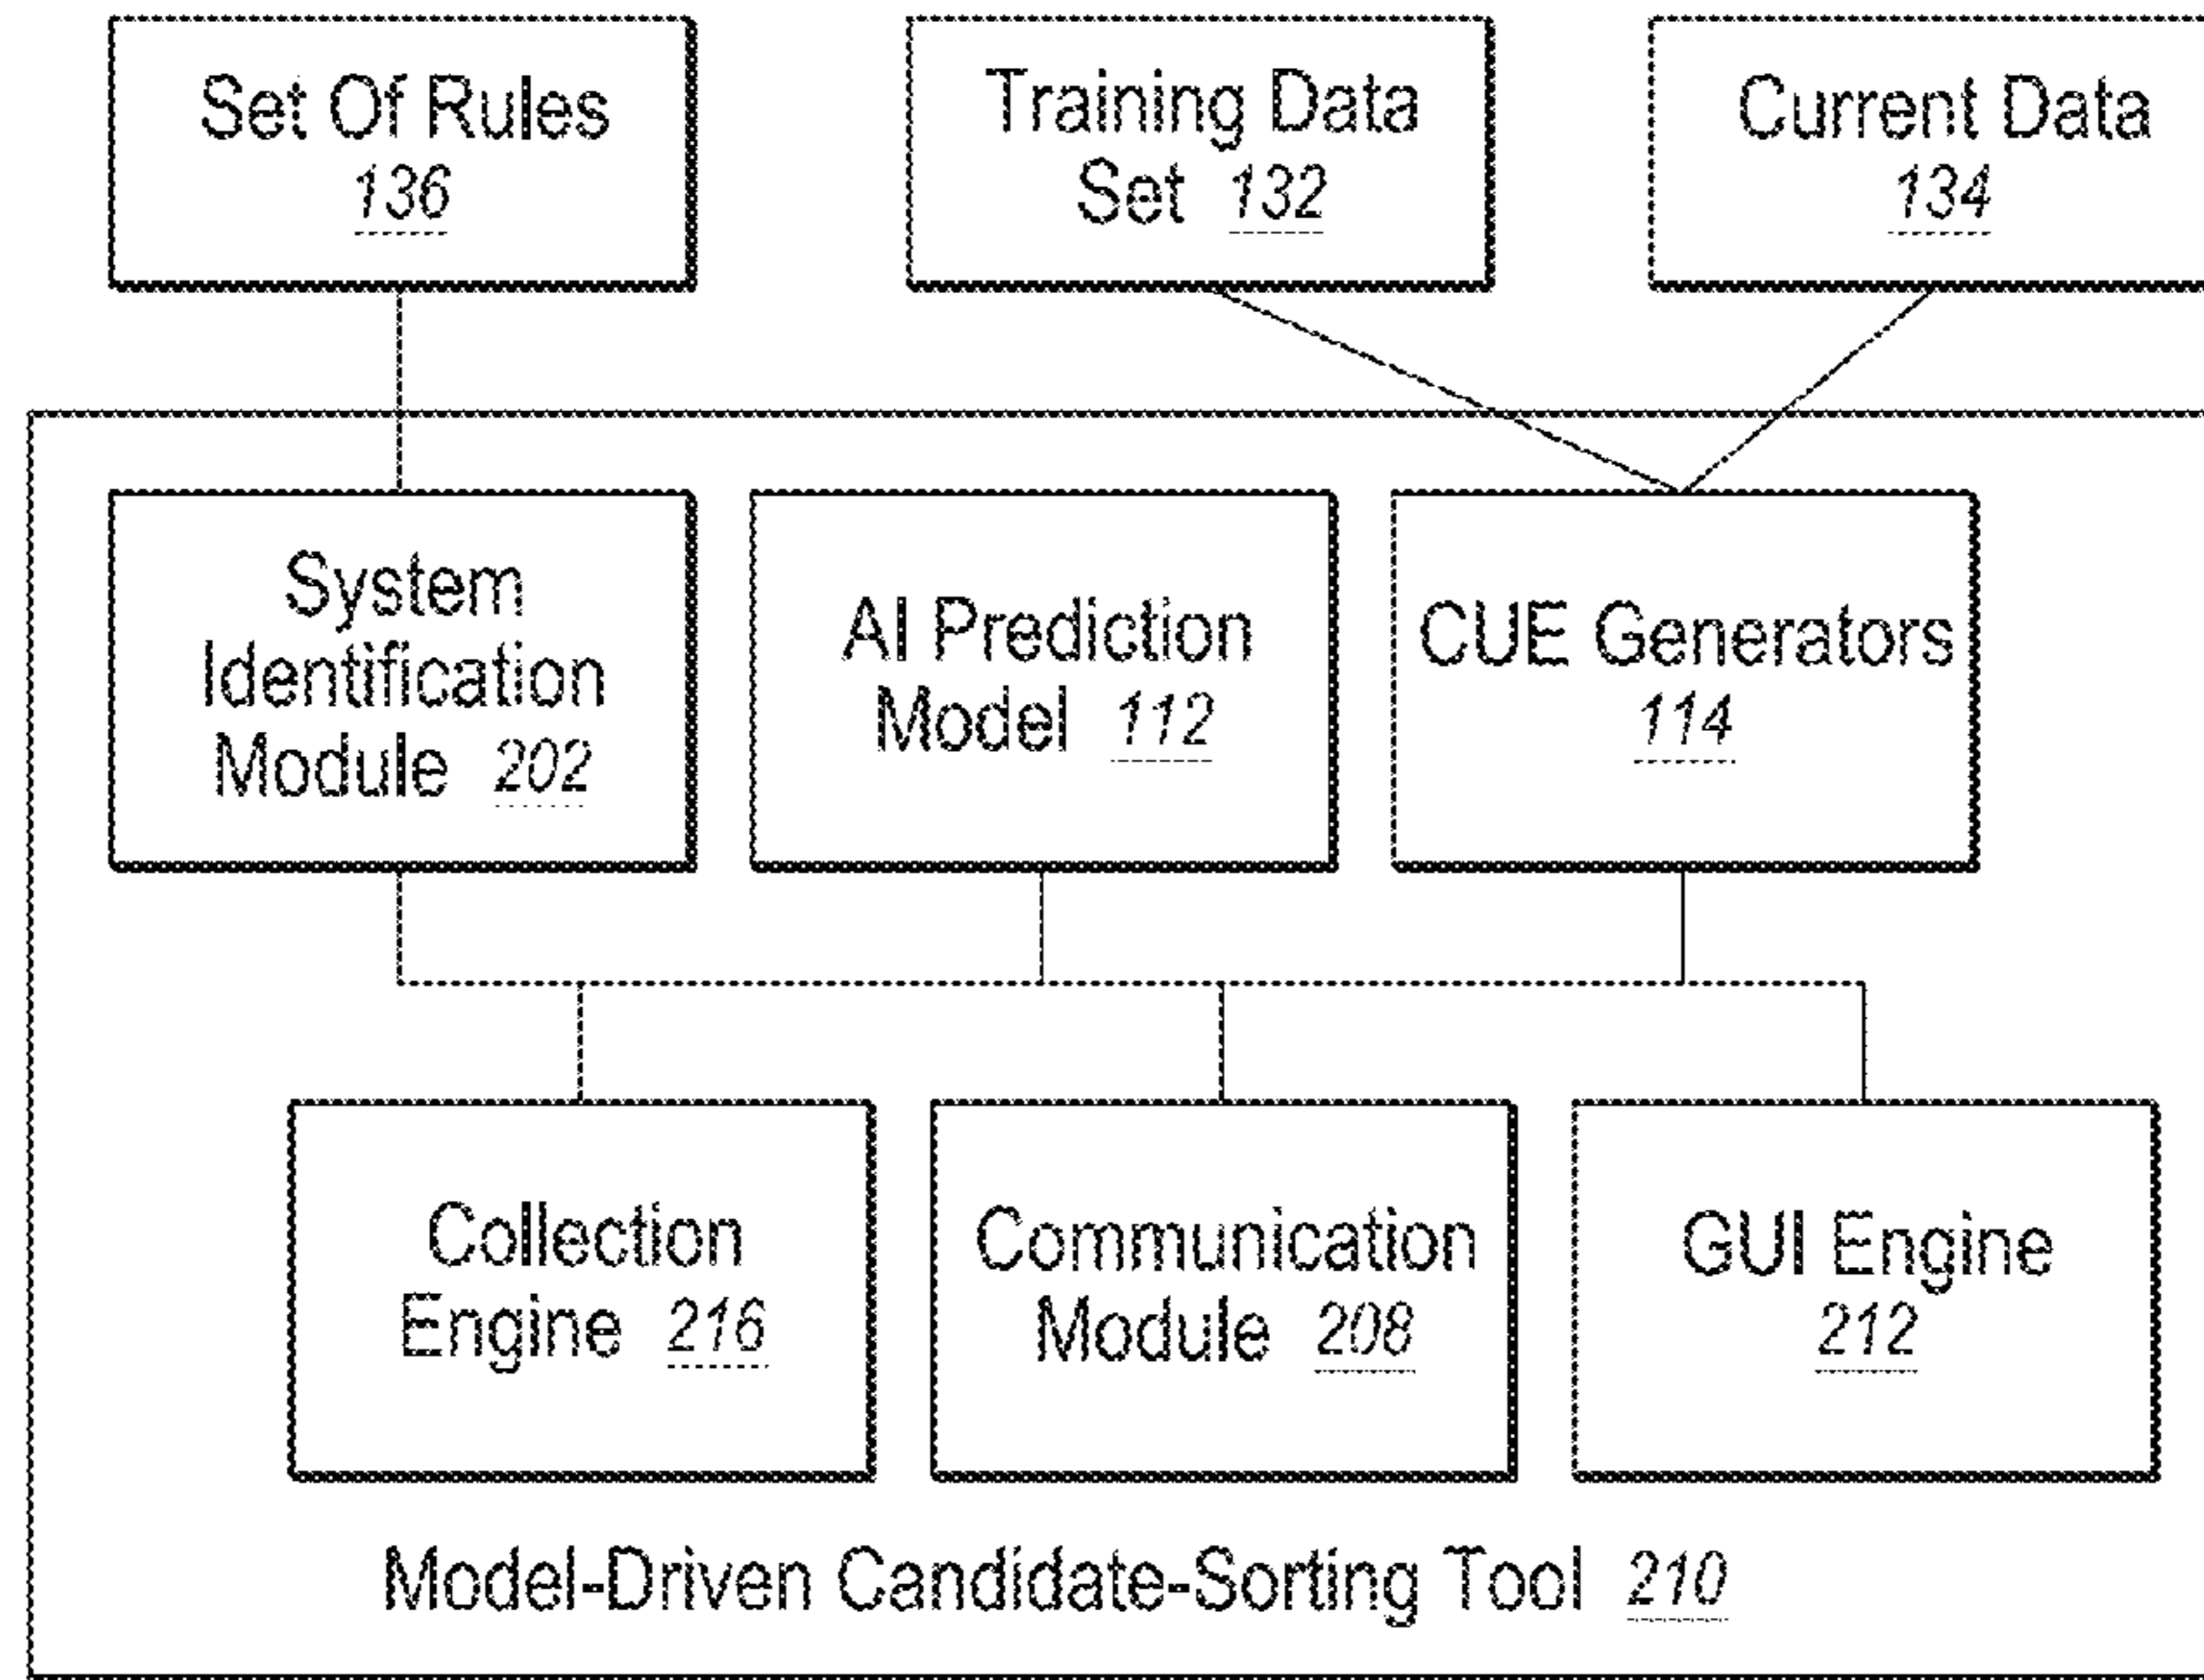 Set Of Rules
136
Training Data
Set 132
Current Data
134
System
Identification
Module 202
AI Prediction
Model 112
CUE Generators
114
Collection
Engine 216
Communication
Module 208
GUI Engine
212
Model-Driven Candidate-Sorting Tool 210